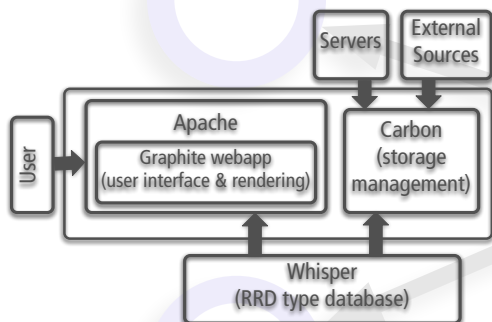 Servers
External
Sources
User
Apache
Graphite webapp
(user interface & rendering)
Carbon
(storage
management)
Whisper
(RRD type database)